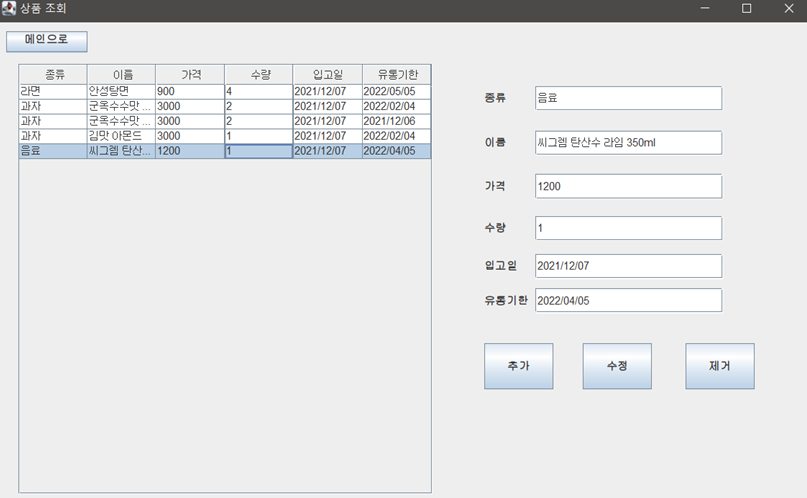 상품 조회
메인으로
종류 이름 가격 수량 입고일 유통기한
라면 안성탕면 900 4 2021/12/07 2022/05/05
과자 군옥수수맛 ... 3000 2 2021/12/07 2022/02/04
과자 군옥수수맛 ... 3000 2 2021/12/07 2021/12/06
과자 김맛 아몬드 3000 1 2021/12/07 2022/02/04
음료 씨그램 탄산... 1200 1 2021/12/07 2022/04/05
종류 음료
이름 씨그램 탄산수 라임 350ml
가격 1200
수량 1
입고일 2021/12/07
유통기한 2022/04/05
추가 수정 제거